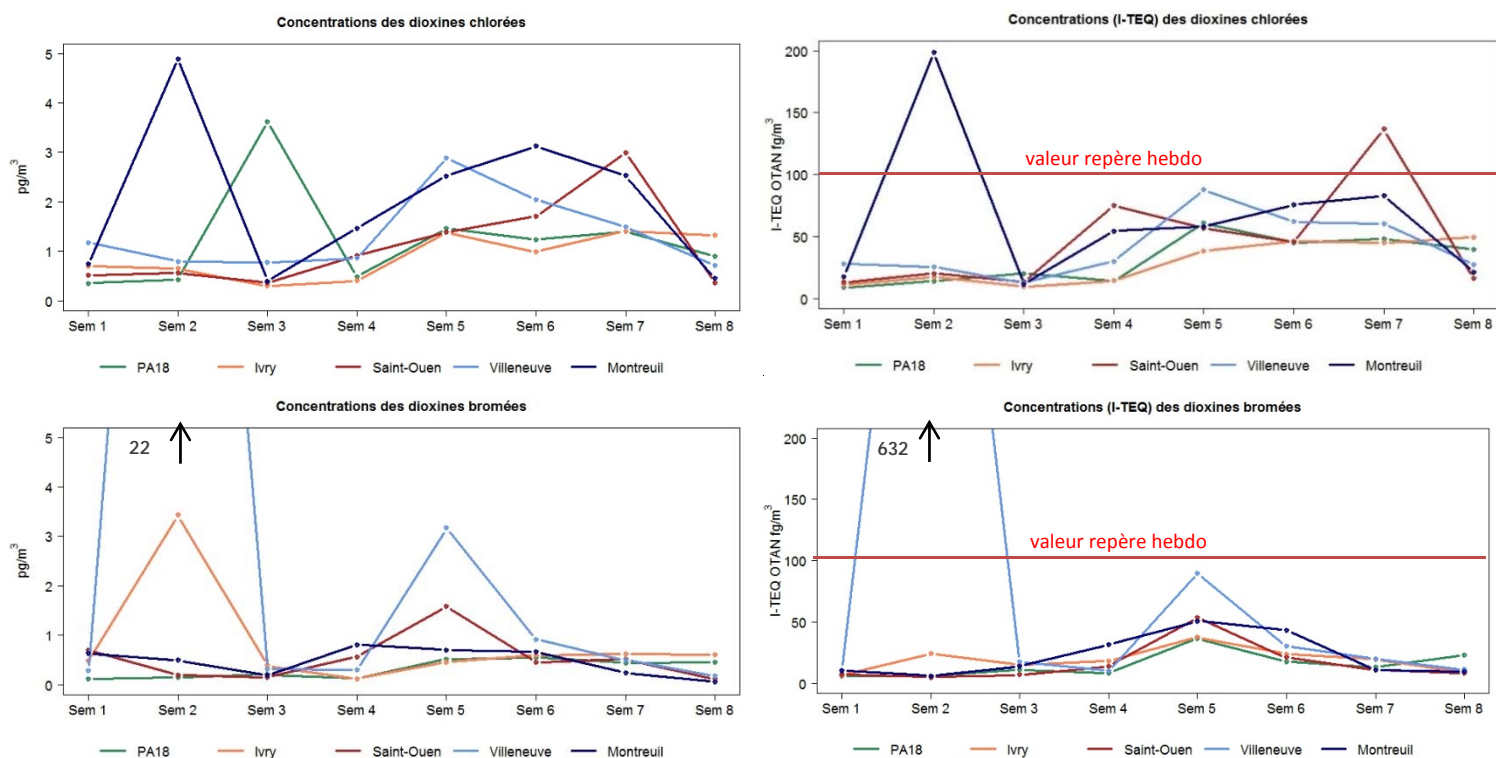 Concentrations des dioxines chlorées
5
4
3
2
1
0
pg/m³
Sem 1 Sem 2 Sem 3 Sem 4 Sem 5 Sem 6 Sem 7 Sem 8
PA18 Ivry Saint-Ouen Villeneuve Montreuil
Concentrations (I-TEQ) des dioxines chlorées
200
150
100
50
0
I-TEQ OTAN fg/m³
valeur repère hebdo
Sem 1 Sem 2 Sem 3 Sem 4 Sem 5 Sem 6 Sem 7 Sem 8
PA18 Ivry Saint-Ouen Villeneuve Montreuil
Concentrations des dioxines bromées
5
4
3
2
1
0
pg/m³
22
Sem 1 Sem 2 Sem 3 Sem 4 Sem 5 Sem 6 Sem 7 Sem 8
PA18 Ivry Saint-Ouen Villeneuve Montreuil
Concentrations (I-TEQ) des dioxines bromées
200
150
100
50
0
I-TEQ OTAN fg/m³
632
valeur repère hebdo
Sem 1 Sem 2 Sem 3 Sem 4 Sem 5 Sem 6 Sem 7 Sem 8
PA18 Ivry Saint-Ouen Villeneuve Montreuil